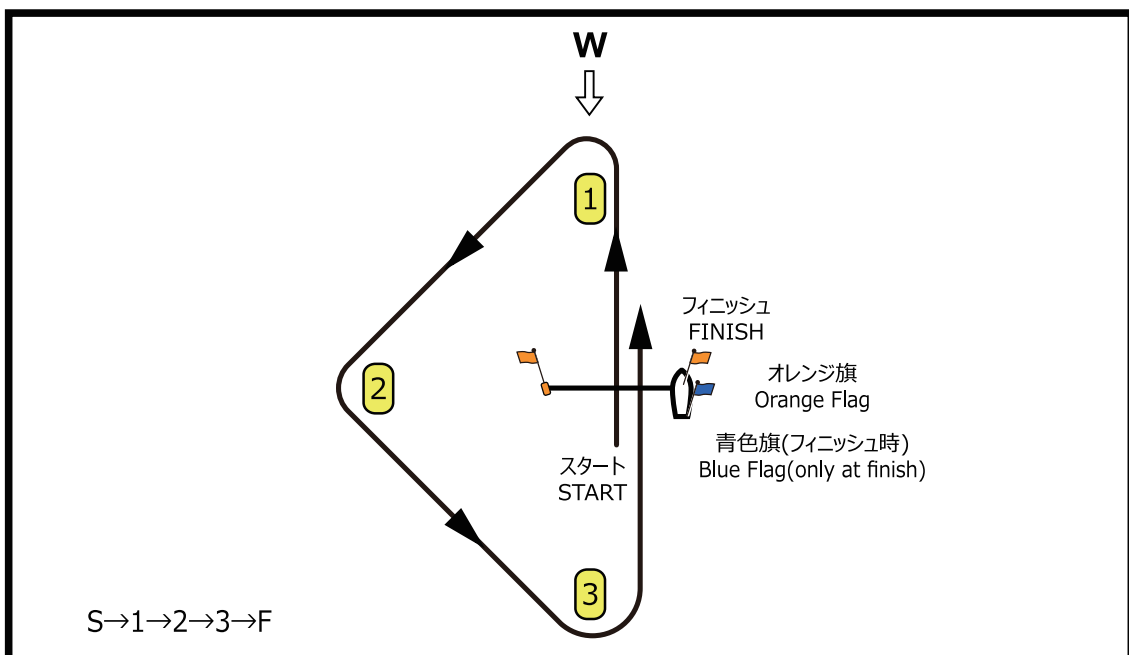 W
1
フィニッシュ
FINISH
2
オレンジ旗
Orange Flag
青色旗(フィニッシュ時)
Blue Flag(only at finish)
スタート
START
3
S→1→2→3→F